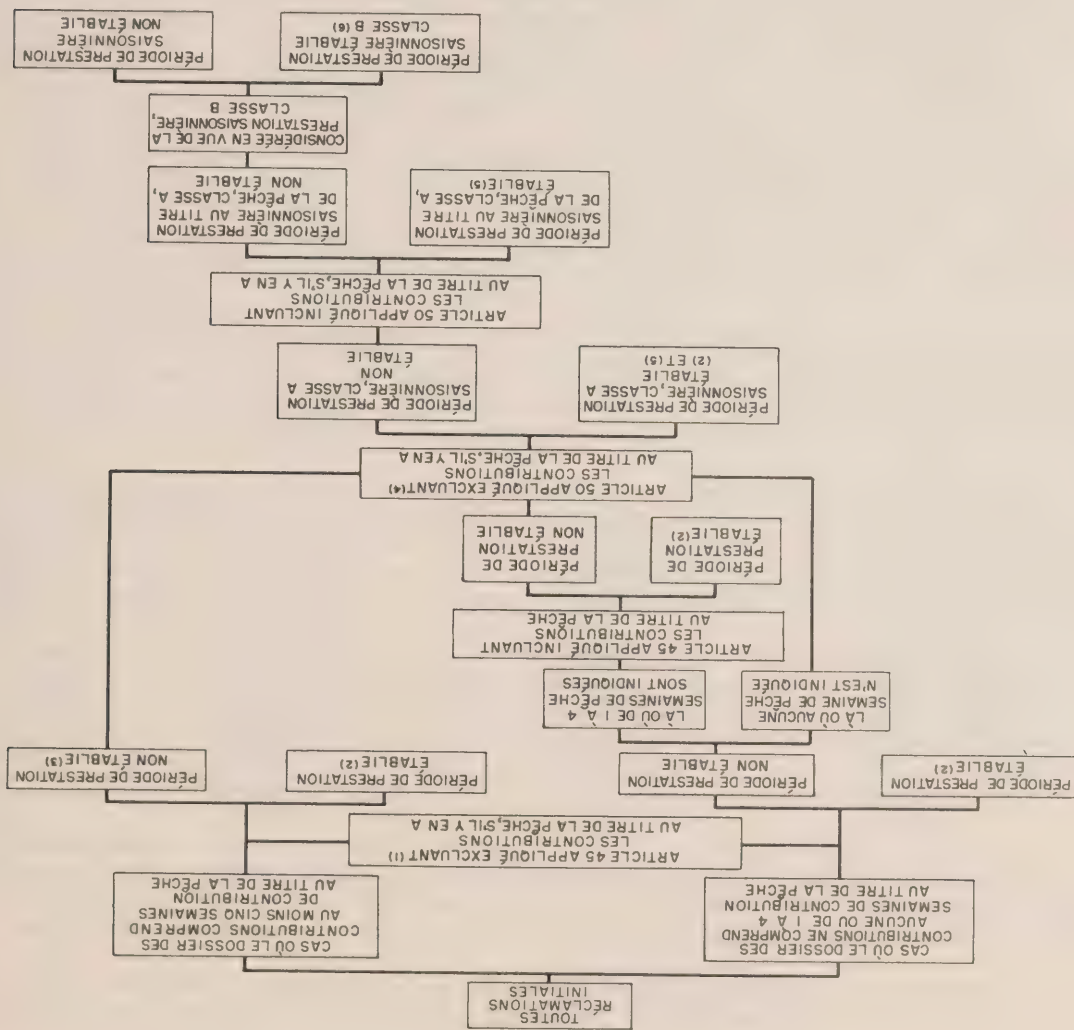 TOUTES
RÉCLAMATIONS
INITIALES
CAS OÙ LE DOSSIER DES
CONTRIBUTIONS NE COMPREND
AUCUNE OU DE 1 À 4
SEMAINES DE CONTRIBUTION
AU TITRE DE LA PÊCHE
CAS OÙ LE DOSSIER DES
CONTRIBUTIONS COMPREND
AU MOINS CINQ SEMAINES
DE CONTRIBUTION
AU TITRE DE LA PÊCHE
ARTICLE 45 APPLIQUÉ EXCLUANT (1)
LES CONTRIBUTIONS
AU TITRE DE LA PÊCHE, S'IL Y EN A
PÉRIODE DE PRESTATION
ÉTABLIE (2)
PÉRIODE DE PRESTATION
NON ÉTABLIE
PÉRIODE DE PRESTATION
ÉTABLIE (2)
PÉRIODE DE PRESTATION
NON ÉTABLIE (3)
LÀ OÙ AUCUNE
SEMAINE DE PÊCHE
N'EST INDIQUÉE
LÀ OÙ DE 1 À 4
SEMAINES DE PÊCHE
SONT INDIQUÉES
ARTICLE 45 APPLIQUÉ INCLUANT
LES CONTRIBUTIONS
AU TITRE DE LA PÊCHE
PÉRIODE DE
PRESTATION
ÉTABLIE (2)
PÉRIODE DE
PRESTATION
NON ÉTABLIE
ARTICLE 50 APPLIQUÉ EXCLUANT (4)
LES CONTRIBUTIONS
AU TITRE DE LA PÊCHE, S'IL Y EN A
PÉRIODE DE PRESTATION
SAISONNIÈRE, CLASSE A
ÉTABLIE
(2) ET (5)
PÉRIODE DE PRESTATION
SAISONNIÈRE, CLASSE A
NON
ÉTABLIE
ARTICLE 50 APPLIQUÉ INCLUANT
LES CONTRIBUTIONS
AU TITRE DE LA PÊCHE, S'IL Y EN A
PÉRIODE DE PRESTATION
SAISONNIÈRE AU TITRE
DE LA PÊCHE, CLASSE A,
ÉTABLIE (5)
PÉRIODE DE PRESTATION
SAISONNIÈRE AU TITRE
DE LA PÊCHE, CLASSE A,
NON ÉTABLIE
CONSIDÉRÉE EN VUE DE LA
PRESTATION SAISONNIÈRE,
CLASSE B
PÉRIODE DE PRESTATION
SAISONNIÈRE ÉTABLIE
CLASSE B (6)
PÉRIODE DE PRESTATION
SAISONNIÈRE
NON ÉTABLIE